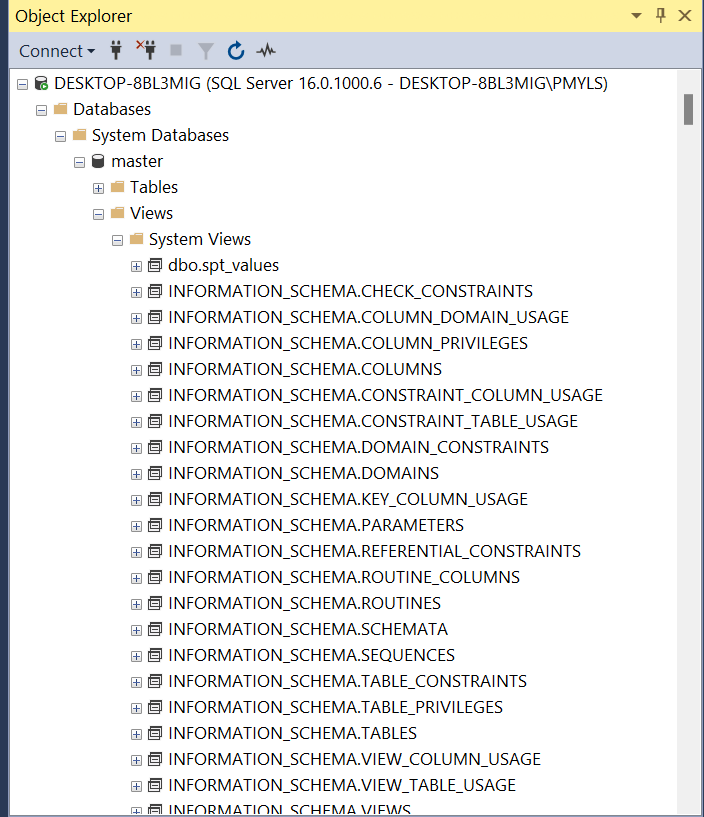 Object Explorer
Connect
DESKTOP-8BL3MIG (SQL Server 16.0.1000.6 - DESKTOP-8BL3MIG\PMYLS)
Databases
System Databases
master
Tables
Views
System Views
dbo.spt_values
INFORMATION_SCHEMA.CHECK_CONSTRAINTS
INFORMATION_SCHEMA.COLUMN_DOMAIN_USAGE
INFORMATION_SCHEMA.COLUMN_PRIVILEGES
INFORMATION_SCHEMA.COLUMNS
INFORMATION_SCHEMA.CONSTRAINT_COLUMN_USAGE
INFORMATION_SCHEMA.CONSTRAINT_TABLE_USAGE
INFORMATION_SCHEMA.DOMAIN_CONSTRAINTS
INFORMATION_SCHEMA.DOMAINS
INFORMATION_SCHEMA.KEY_COLUMN_USAGE
INFORMATION_SCHEMA.PARAMETERS
INFORMATION_SCHEMA.REFERENTIAL_CONSTRAINTS
INFORMATION_SCHEMA.ROUTINE_COLUMNS
INFORMATION_SCHEMA.ROUTINES
INFORMATION_SCHEMA.SCHEMATA
INFORMATION_SCHEMA.SEQUENCES
INFORMATION_SCHEMA.TABLE_CONSTRAINTS
INFORMATION_SCHEMA.TABLE_PRIVILEGES
INFORMATION_SCHEMA.TABLES
INFORMATION_SCHEMA.VIEW_COLUMN_USAGE
INFORMATION_SCHEMA.VIEW_TABLE_USAGE
INFORMATION_SCHEMA.VIEWS